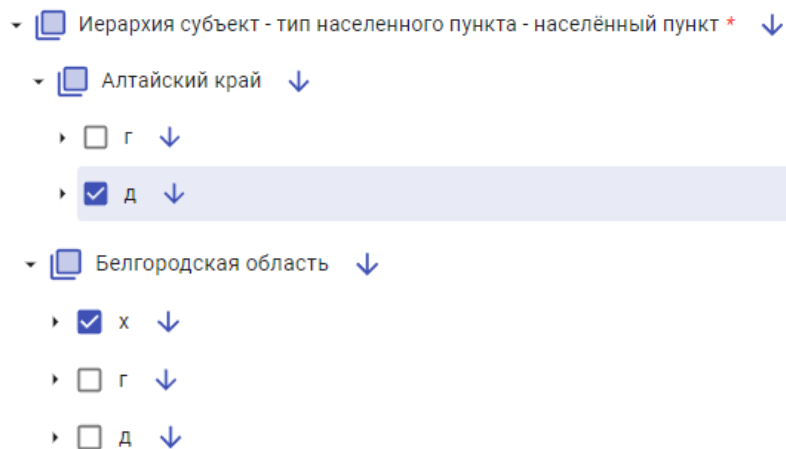 Иерархия субъект - тип населенного пункта - населённый пункт *
Алтайский край
г
д
Белгородская область
х
г
д